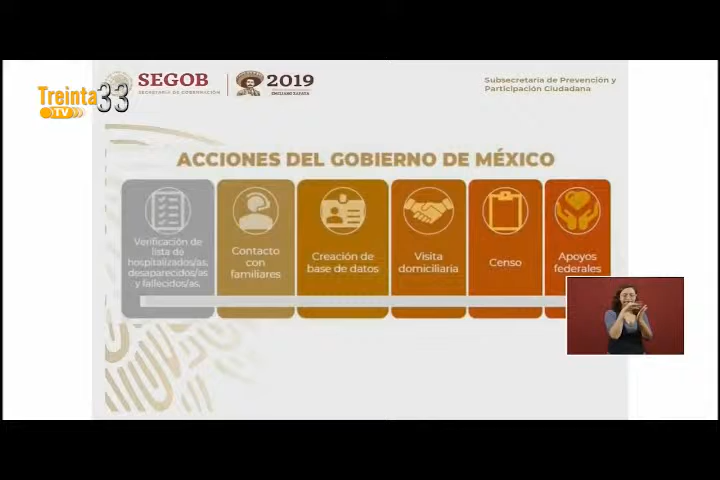 SEGOB
SECRETARÍA DE GOBERNACIÓN
2019
EMILIANO ZAPATA
Subsecretaría de Prevención y
Participación Ciudadana
Treinta33
TV
ACCIONES DEL GOBIERNO DE MÉXICO
Verificación de
lista de
hospitalizados/as,
desaparecidos/as
y fallecidos/as.
Contacto
con
familiares
Creación de
base de datos
Visita
domiciliaria
Censo
Apoyos
federales